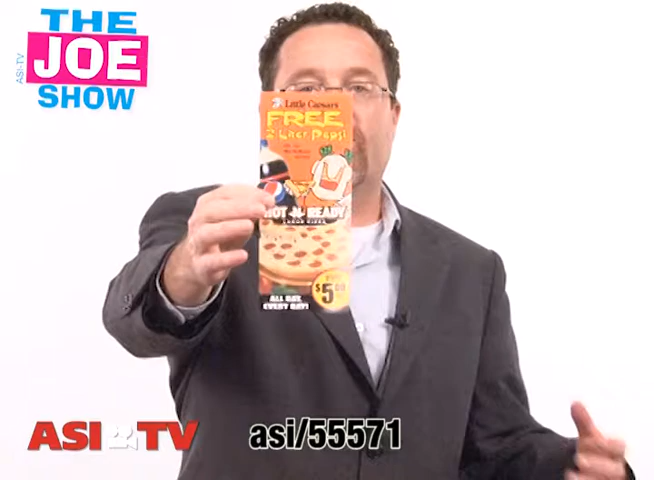 THE
JOE
SHOW
ASI-TV
Little Caesars
FREE
2 Liter Pepsi
HOT-N-READY
$5.00
ALL DAY,
EVERY DAY!
ASI TV
asi/55571